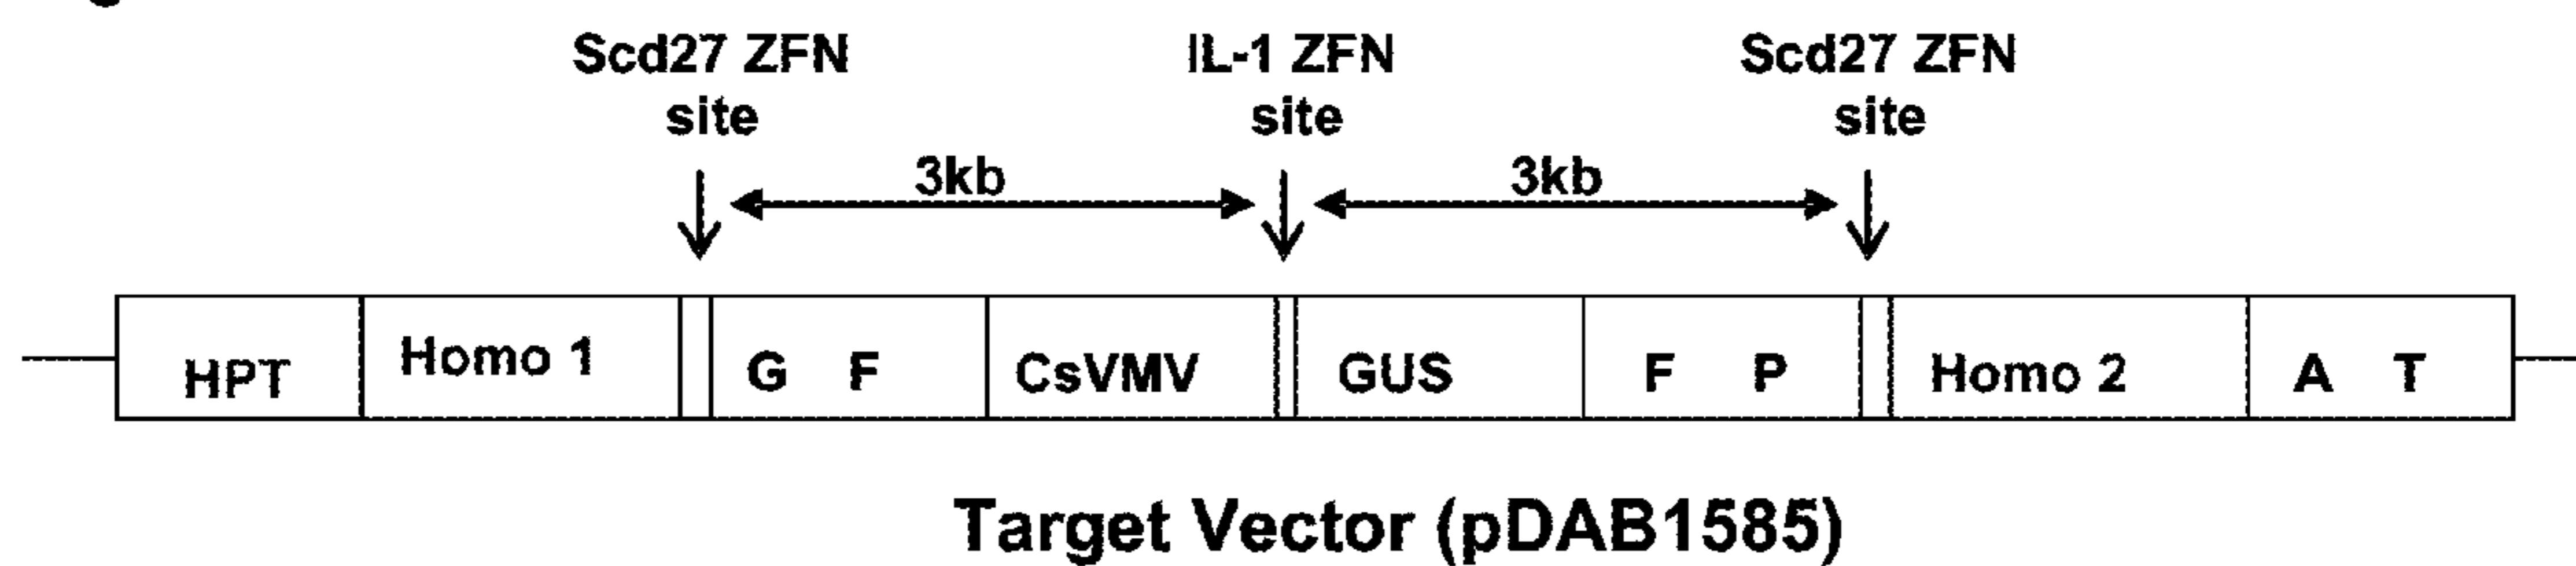 Scd27 ZFN site
IL-1 ZFN site
Scd27 ZFN site
3kb
3kb
HPT
Homo 1
G F
CsVMV
GUS
F P
Homo 2
A T
Target Vector (pDAB1585)